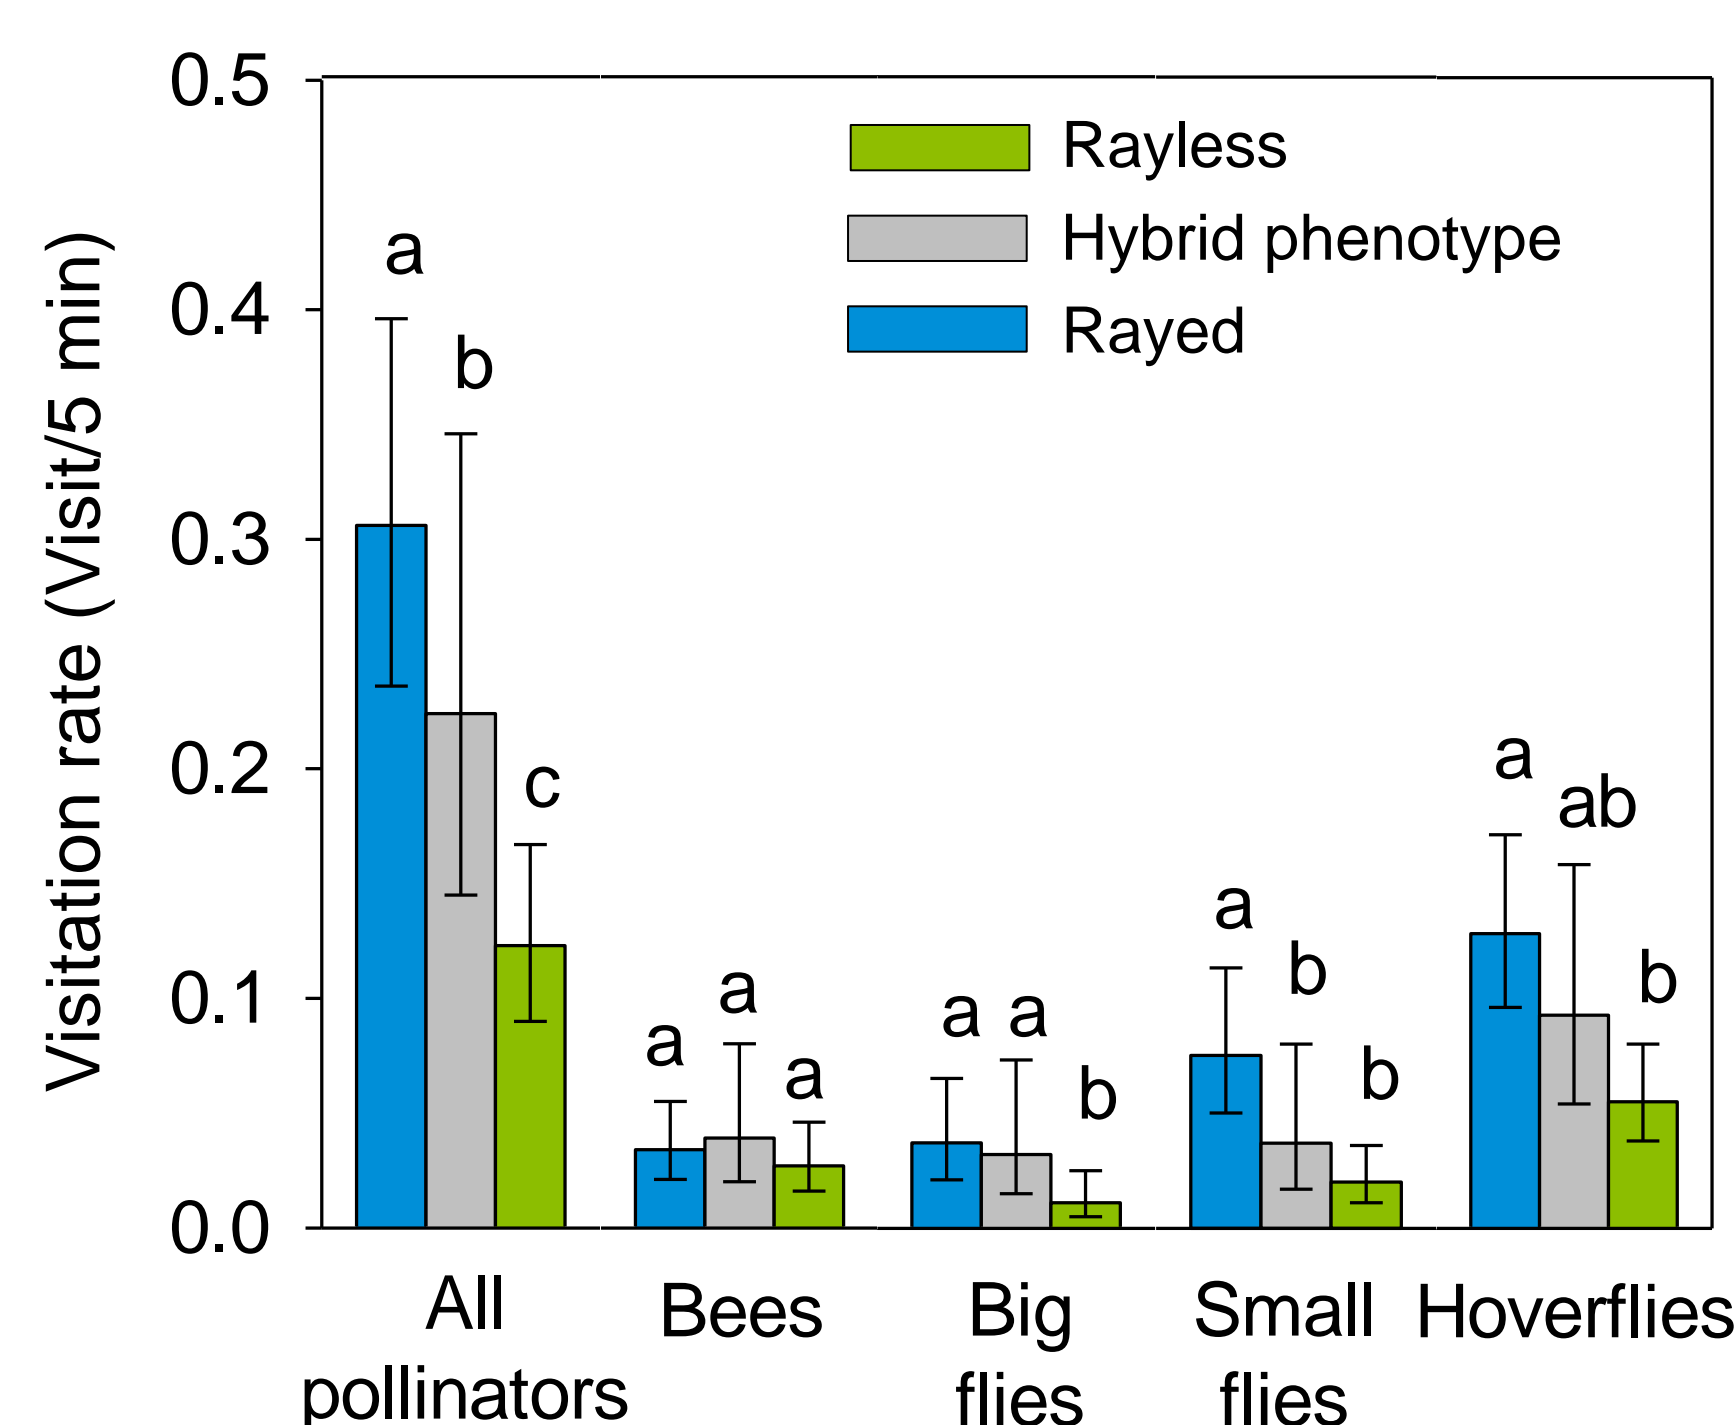 Visitation rate (Visit/5 min)
0.5
0.4
0.3
0.2
0.1
0.0
Rayless
Hybrid phenotype
Rayed
a
b
c
a
a
a
a
a
b
a
b
b
a
ab
b
All
pollinators
Bees
Big
flies
Small
flies
Hoverflies